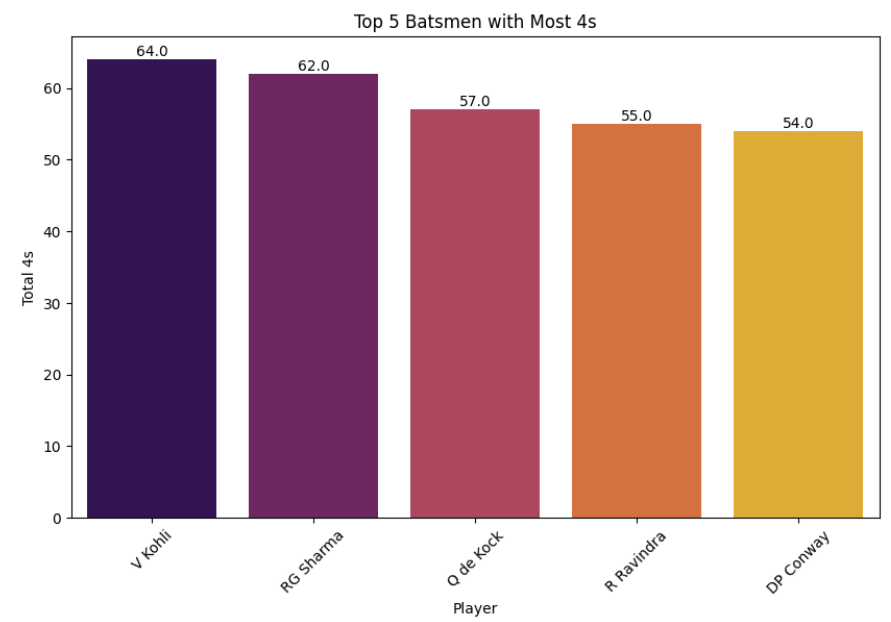 Top 5 Batsmen with Most 4s
64.0
62.0
57.0
55.0
54.0
Total 4s
60
50
40
30
20
10
0
V Kohli
RG Sharma
Q de Kock
R Ravindra
DP Conway
Player